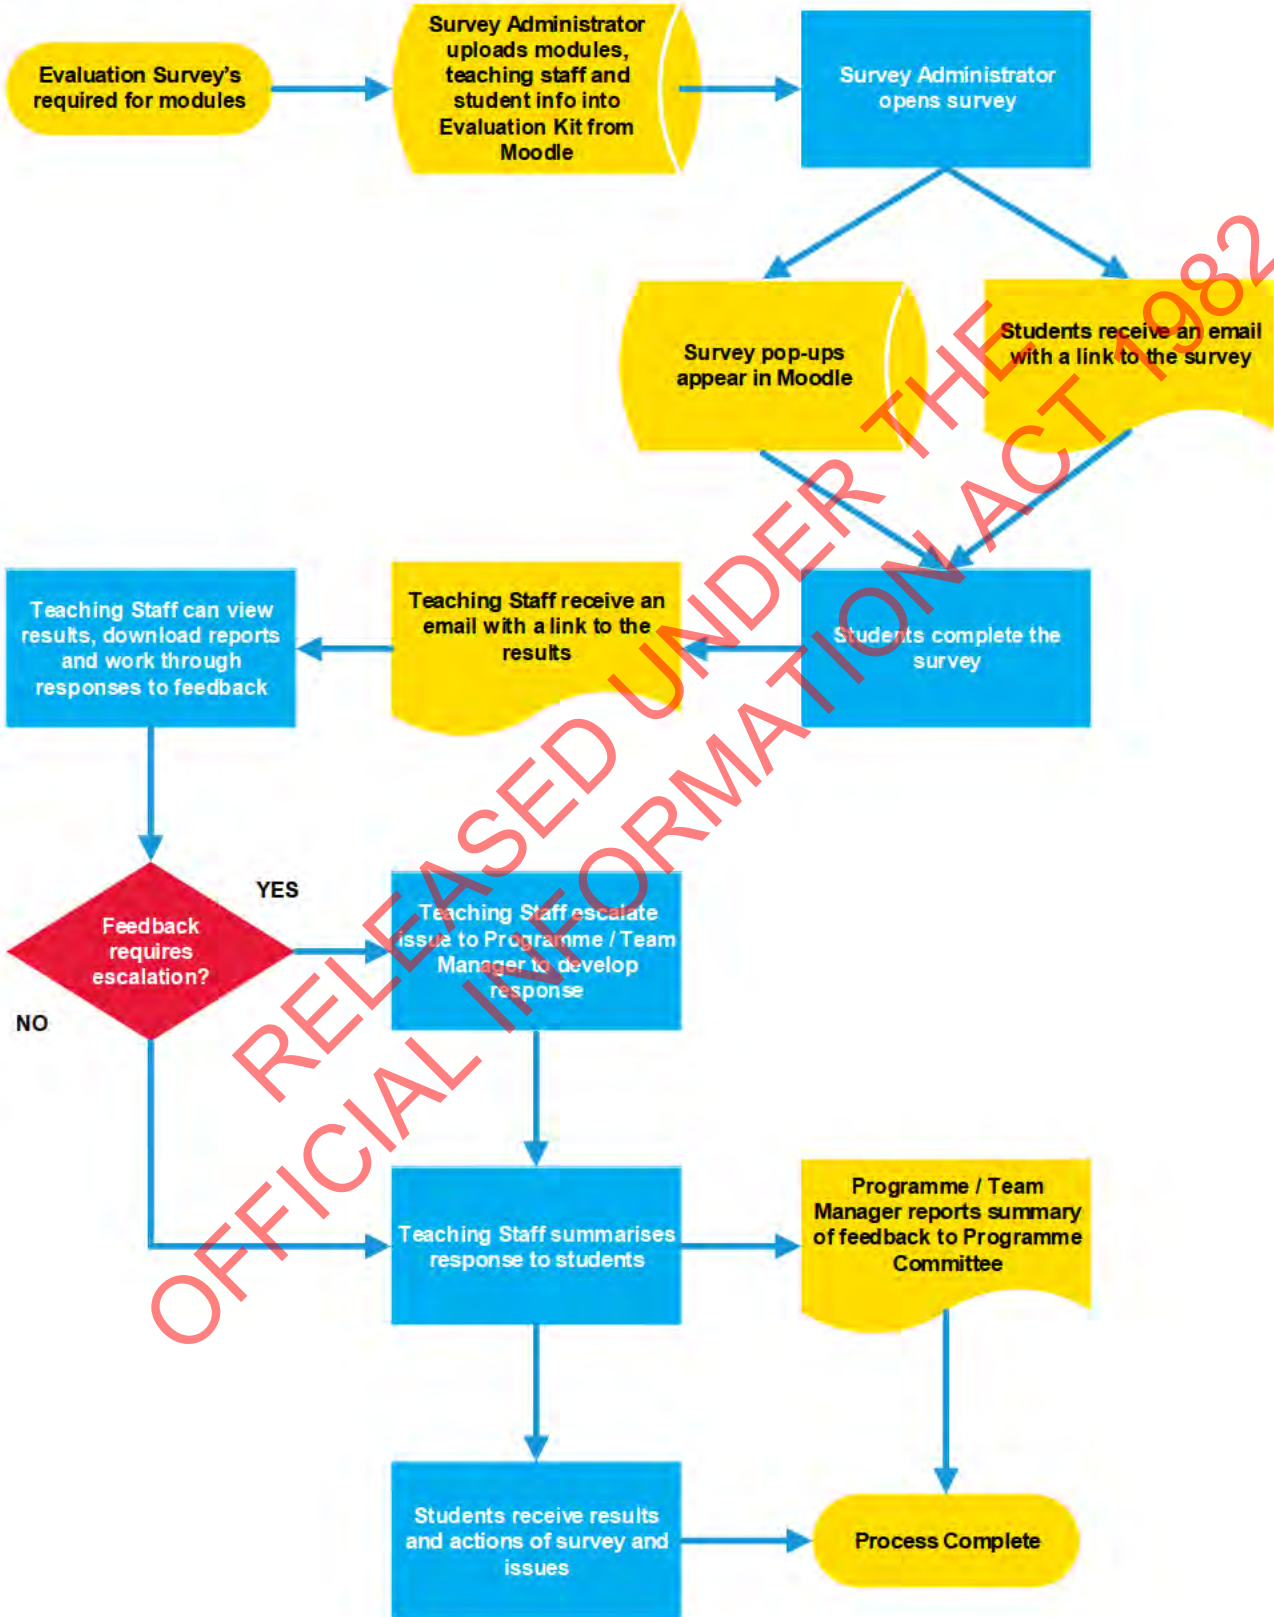 Evaluation Survey's
required for modules
Survey Administrator
uploads modules,
teaching staff and
student info into
Evaluation Kit from
Moodle
Survey Administrator
opens survey
Survey pop-ups
appear in Moodle
Students receive an email
with a link to the survey
Teaching Staff can view
results, download reports
and work through
responses to feedback
Teaching Staff receive an
email with a link to the
results
Students complete the
survey
Feedback
requires
escalation?
YES
NO
Teaching Staff escalate
issue to Programme / Team
Manager to develop
response
Teaching Staff summarises
response to students
Programme / Team
Manager reports summary
of feedback to Programme
Committee
Students receive results
and actions of survey and
issues
Process Complete
RELEASED UNDER THE
OFFICIAL INFORMATION ACT 1982